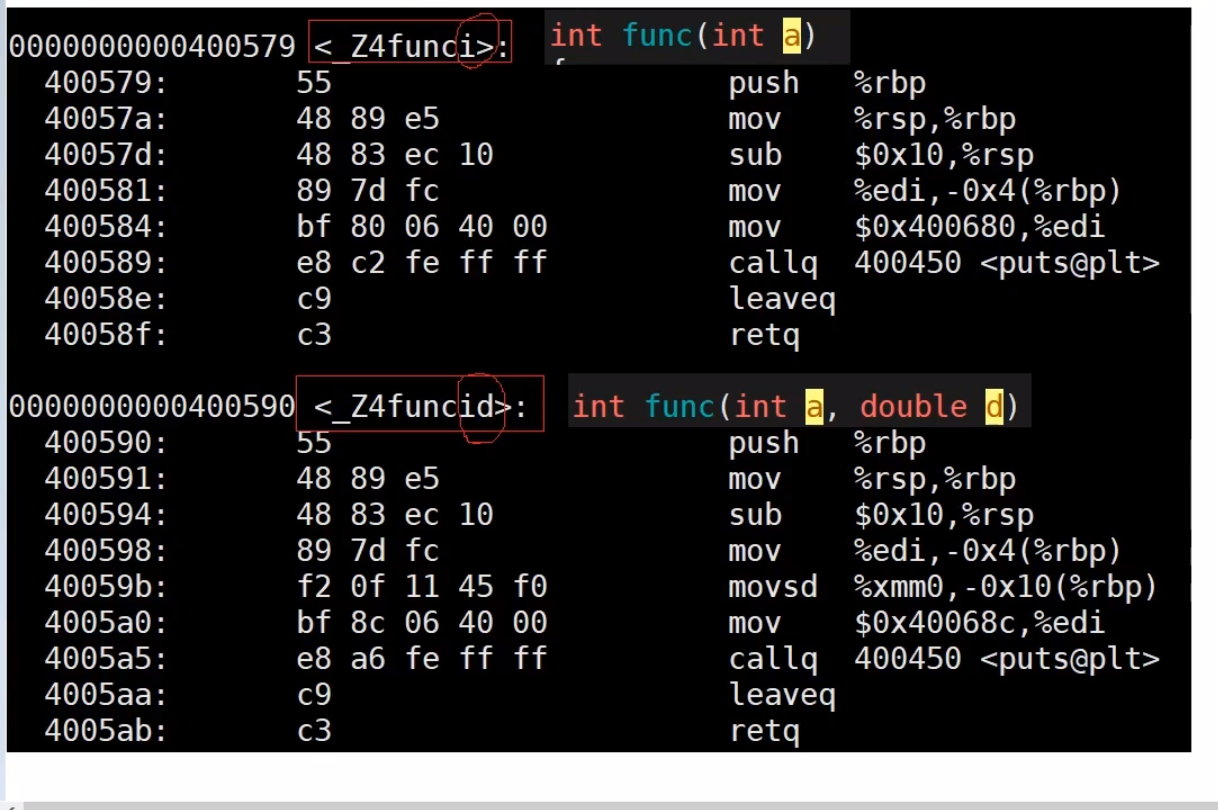 0000000000400579 <_Z4funci>: int func(int a)
400579: 55 push %rbp
40057a: 48 89 e5 mov %rsp,%rbp
40057d: 48 83 ec 10 sub $0x10,%rsp
400581: 89 7d fc mov %edi,-0x4(%rbp)
400584: bf 80 06 40 00 mov $0x400680,%edi
400589: e8 c2 fe ff ff callq 400450 <puts@plt>
40058e: c9 leaveq
40058f: c3 retq
0000000000400590 <_Z4funcid>: int func(int a, double d)
400590: 55 push %rbp
400591: 48 89 e5 mov %rsp,%rbp
400594: 48 83 ec 10 sub $0x10,%rsp
400598: 89 7d fc mov %edi,-0x4(%rbp)
40059b: f2 0f 11 45 f0 movsd %xmm0,-0x10(%rbp)
4005a0: bf 8c 06 40 00 mov $0x40068c,%edi
4005a5: e8 a6 fe ff ff callq 400450 <puts@plt>
4005aa: c9 leaveq
4005ab: c3 retq